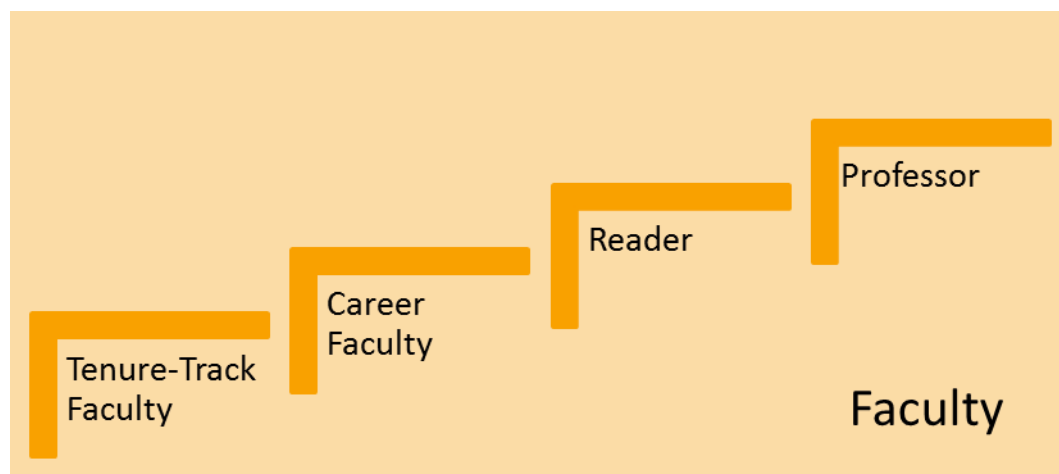 Tenure-Track
Faculty
Career
Faculty
Reader
Professor
Faculty